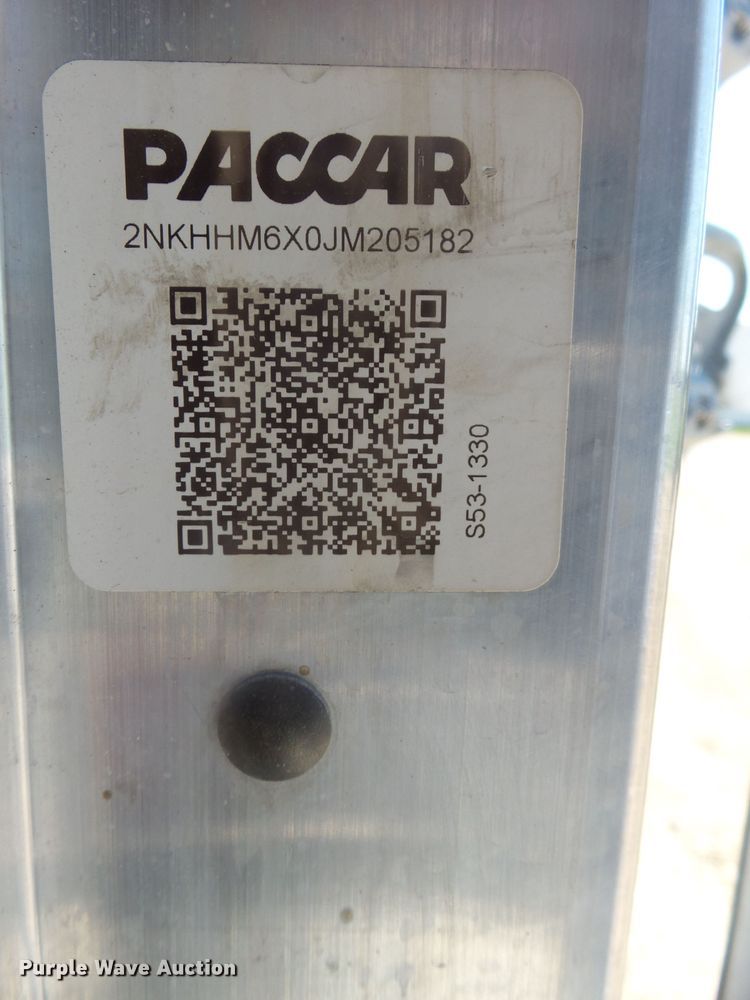 PACCAR
2NKHHM6X0JM205182
S53-1330
Purple Wave Auction